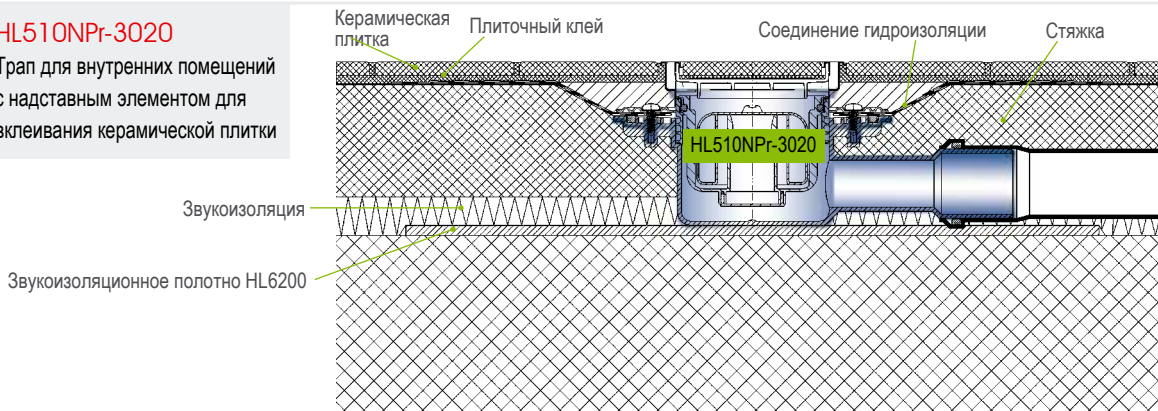 HL510NPr-3020
Трап для внутренних помещений
с надставным элементом для
вклеивания керамической плитки
Керамическая
плитка
Плиточный клей
Соединение гидроизоляции
Стяжка
HL510NPr-3020
Звукоизоляция
Звукоизоляционное полотно HL6200